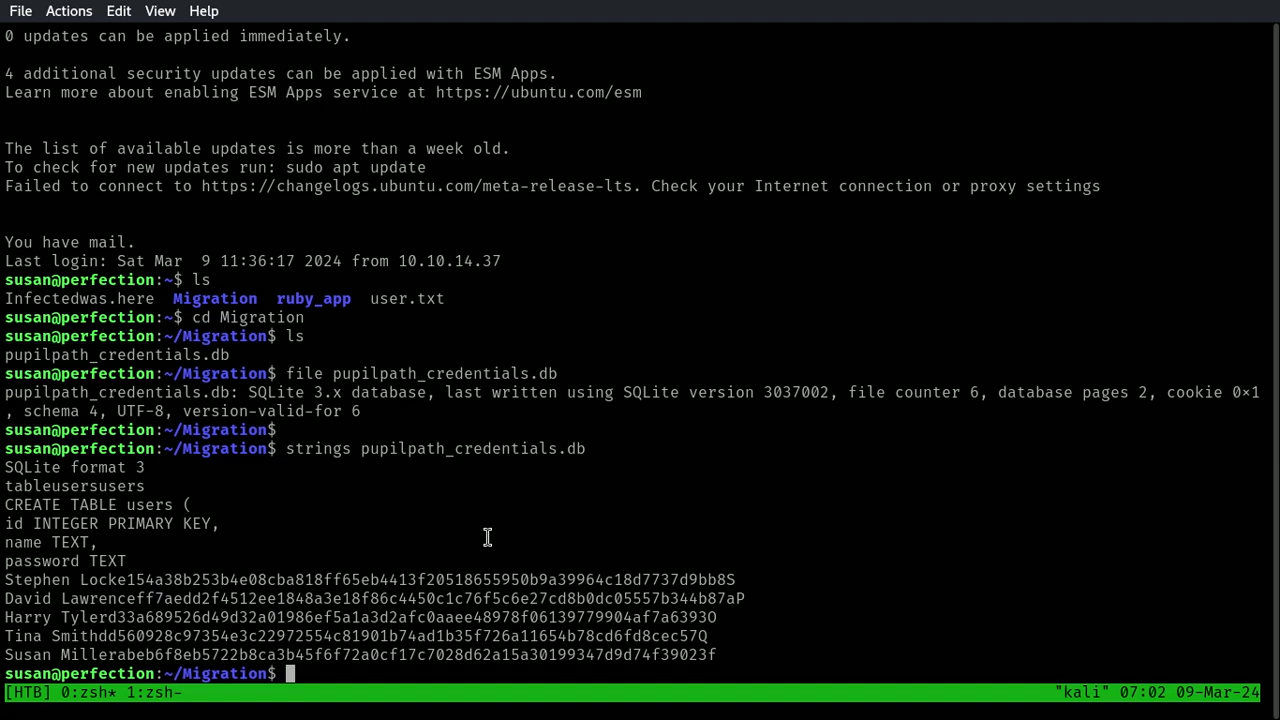 File Actions Edit View Help
0 updates can be applied immediately.
4 additional security updates can be applied with ESM Apps.
Learn more about enabling ESM Apps service at https://ubuntu.com/esm
The list of available updates is more than a week old.
To check for new updates run: sudo apt update
Failed to connect to https://changelogs.ubuntu.com/meta-release-lts. Check your Internet connection or proxy settings
You have mail.
Last login: Sat Mar  9 11:36:17 2024 from 10.10.14.37
susan@perfection:~$ ls
Infectedwas.here  Migration  ruby_app  user.txt
susan@perfection:~$ cd Migration
susan@perfection:~/Migration$ ls
pupilpath_credentials.db
susan@perfection:~/Migration$ file pupilpath_credentials.db
pupilpath_credentials.db: SQLite 3.x database, last written using SQLite version 3037002, file counter 6, database pages 2, cookie 0×1
, schema 4, UTF-8, version-valid-for 6
susan@perfection:~/Migration$
susan@perfection:~/Migration$ strings pupilpath_credentials.db
SQLite format 3
tableusersusers
CREATE TABLE users (
id INTEGER PRIMARY KEY,
name TEXT,
password TEXT
Stephen Locke154a38b253b4e08cba818ff65eb4413f20518655950b9a39964c18d7737d9bb8S
David Lawrenceff7aedd2f4512ee1848a3e18f86c4450c1c76f5c6e27cd8b0dc05557b344b87aP
Harry Tylerd33a689526d49d32a01986ef5a1a3d2afc0aaee48978f06139779904af7a6393O
Tina Smithdd560928c97354e3c22972554c81901b74ad1b35f726a11654b78cd6fd8cec57Q
Susan Millerabeb6f8eb5722b8ca3b45f6f72a0cf17c7028d62a15a30199347d9d74f39023f
susan@perfection:~/Migration$
[HTB] 0:zsh* 1:zsh- "kali" 07:02 09-Mar-24